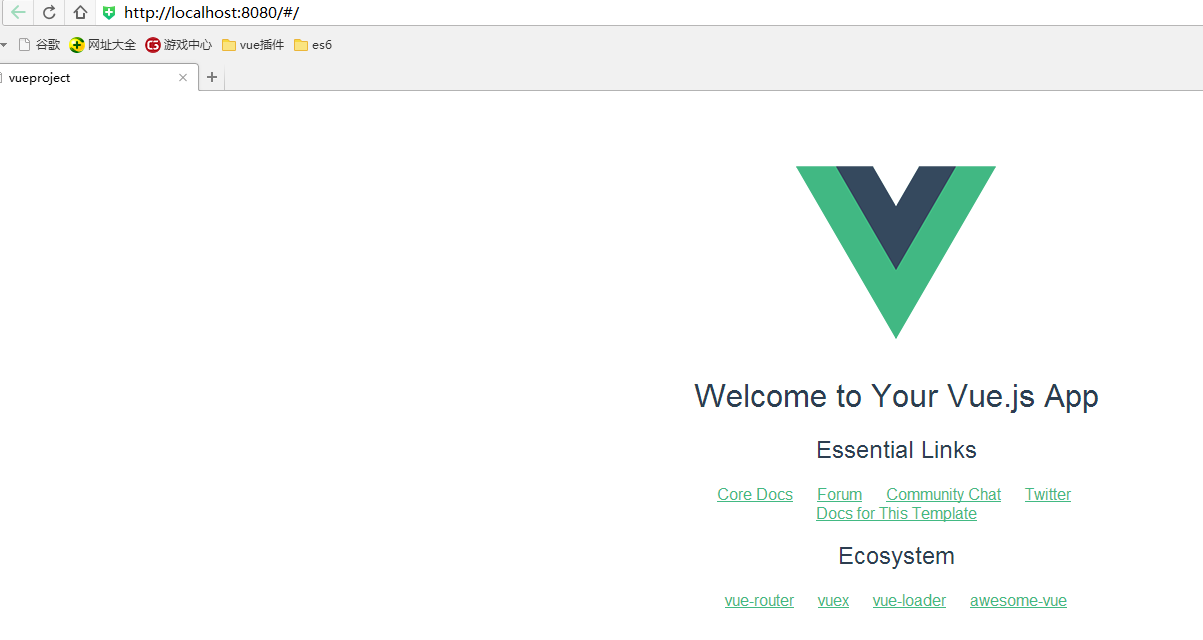 http://localhost:8080/#/
谷歌 网址大全 游戏中心 vue插件 es6
vueproject
Welcome to Your Vue.js App
Essential Links
Core Docs Forum Community Chat Twitter
Docs for This Template
Ecosystem
vue-router vuex vue-loader awesome-vue